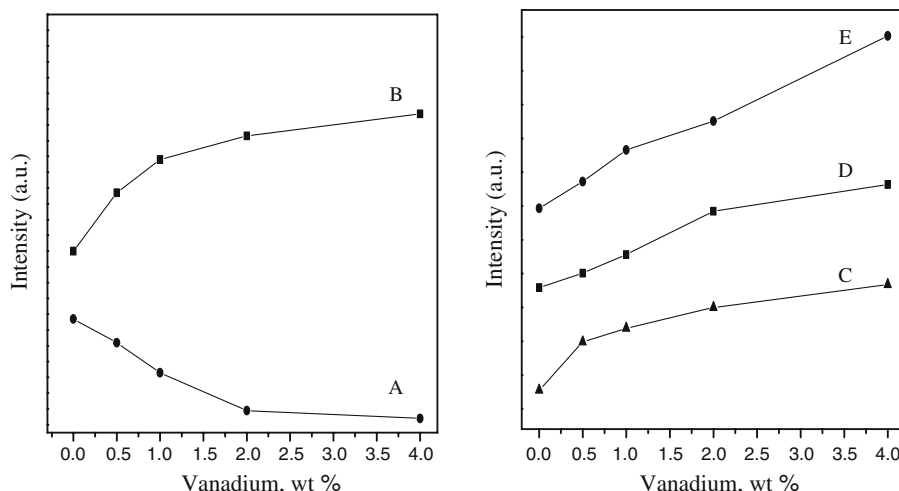 Intensity (a.u.)
B
A
0.0 0.5 1.0 1.5 2.0 2.5 3.0 3.5 4.0
Vanadium, wt %
Intensity (a.u.)
E
D
C
0.0 0.5 1.0 1.5 2.0 2.5 3.0 3.5 4.0
Vanadium, wt %